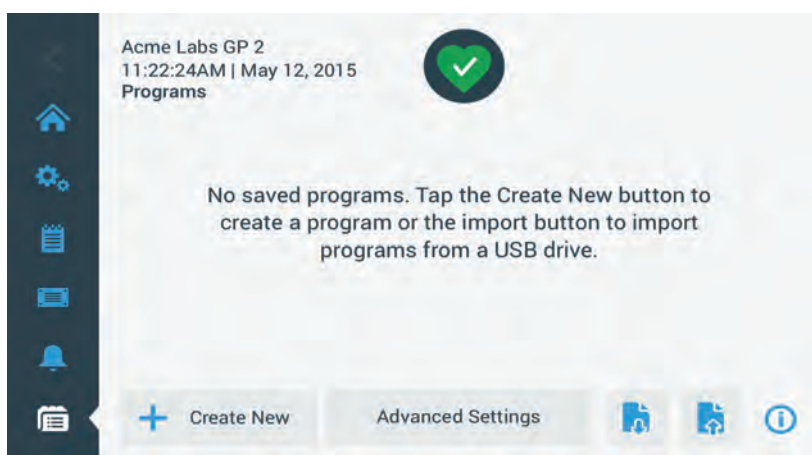 Acme Labs GP 2
11:22:24AM | May 12, 2015
Programs
No saved programs. Tap the Create New button to
create a program or the import button to import
programs from a USB drive.
Create New
Advanced Settings